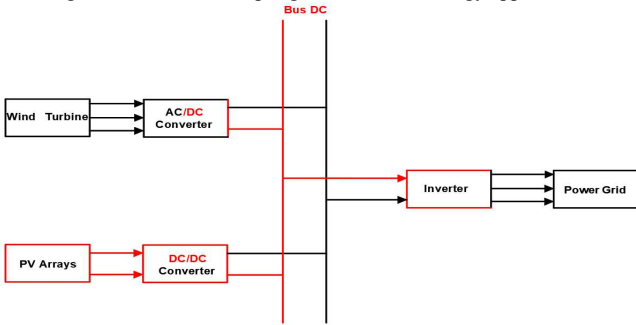 Bus DC
Wind Turbine
AC/DC
Converter
Inverter
Power Grid
PV Arrays
DC/DC
Converter